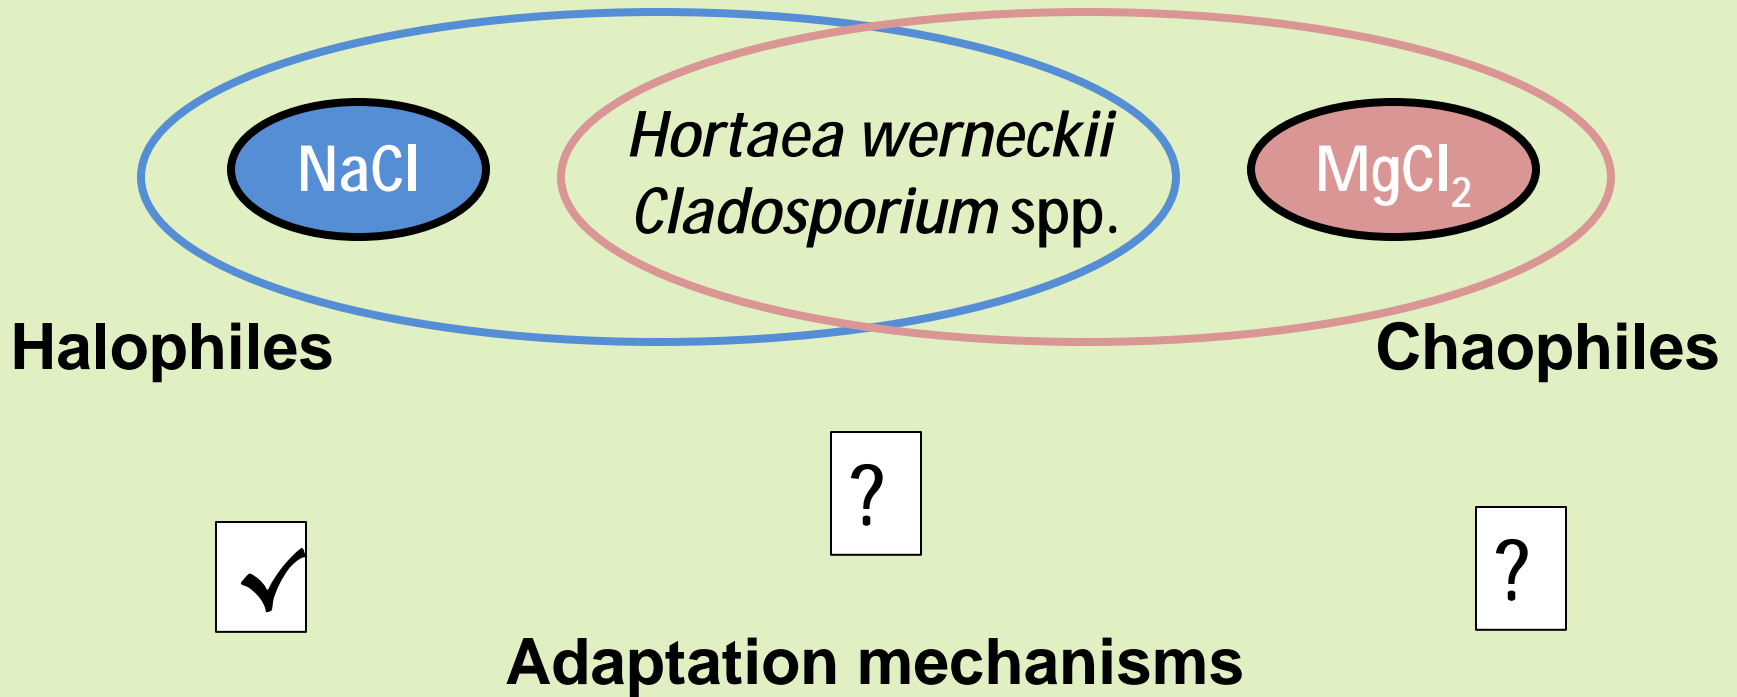 NaCl
Hortaea werneckii
Cladosporium spp.
MgCl₂
Halophiles
Chaophiles
?
✓
?
Adaptation mechanisms